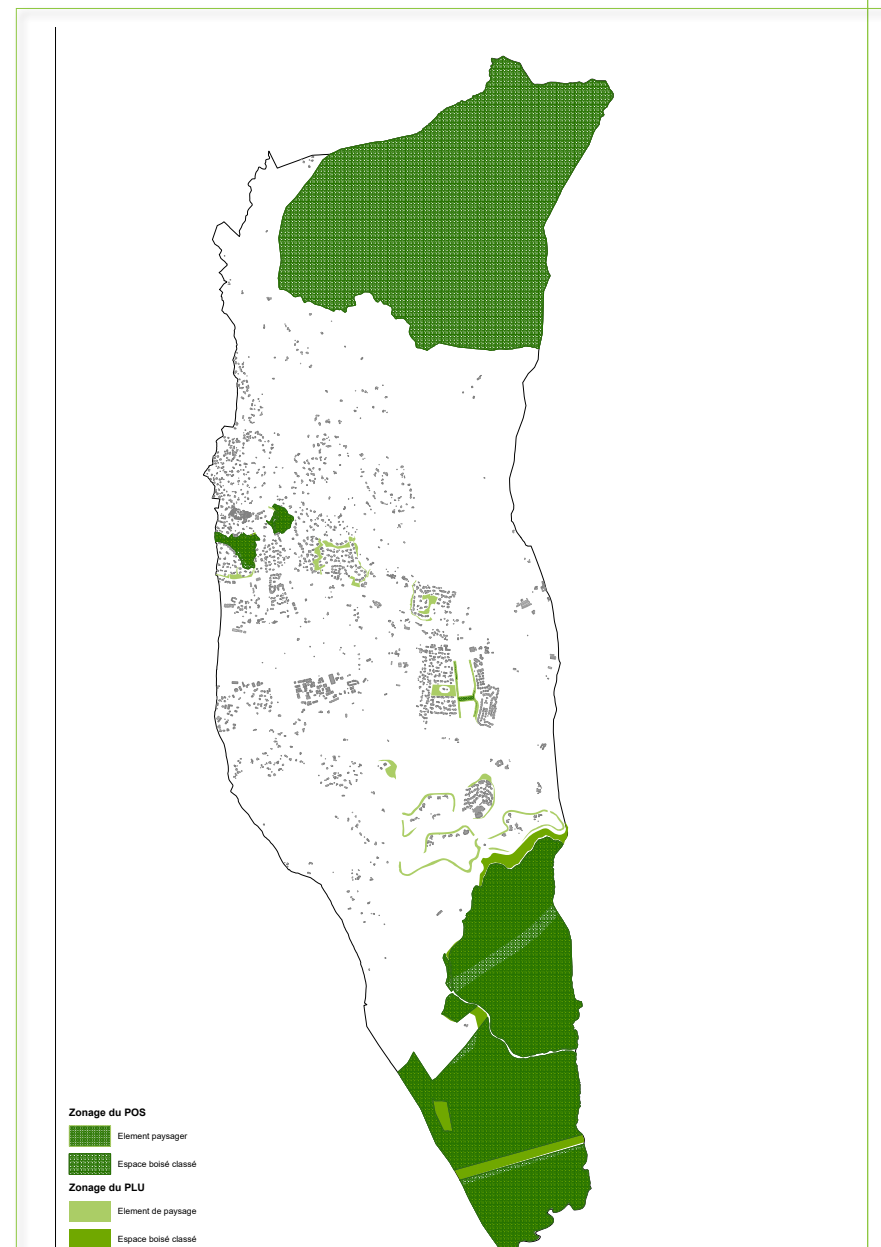 Zonage du POS
Element paysager
Espace boisé classé
Zonage du PLU
Element de paysage
Espace boisé classé